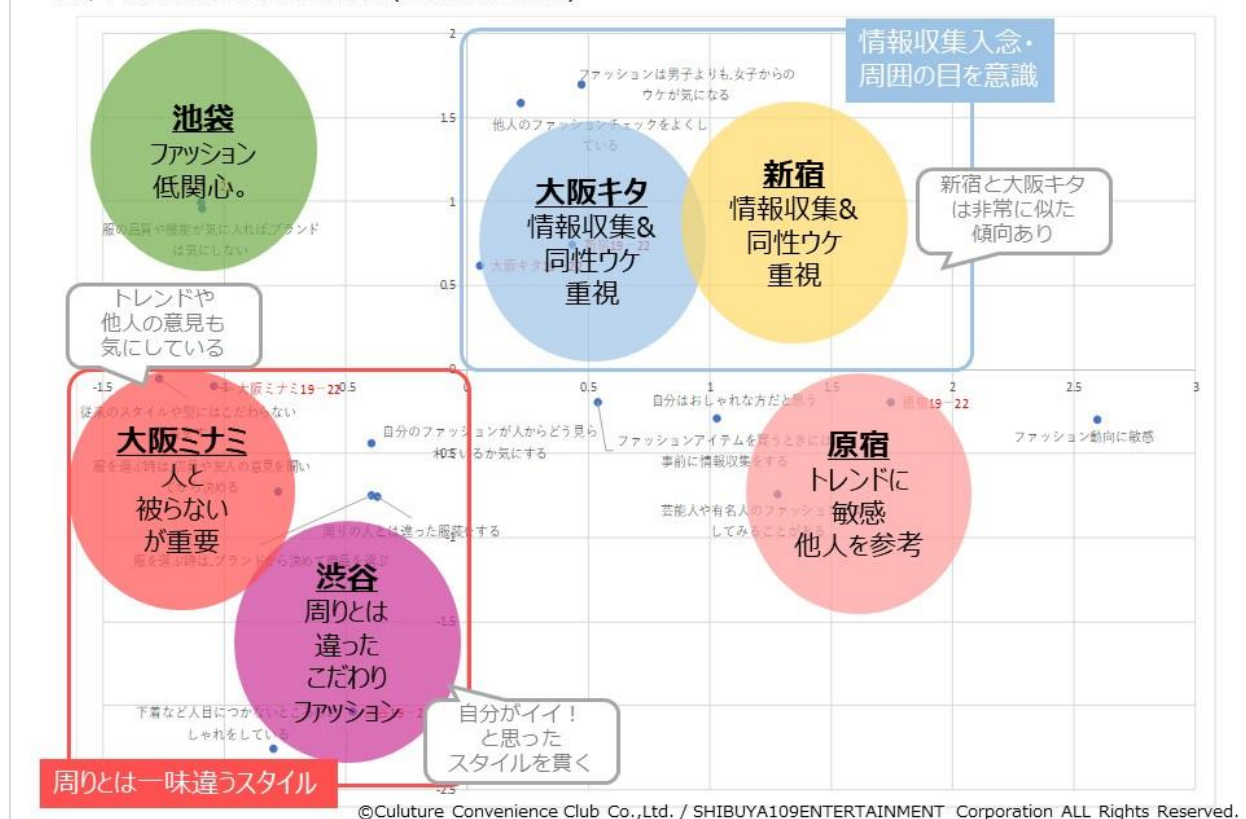 情報収集入念・
周囲の目を意識
ファッションは男子よりも,女子からの
ウケが気になる
他人のファッションチェックをよくし
ている
池袋
ファッション
低関心。
服の品質や機能が気に入れば,ブランド
は気にしない
大阪キタ
情報収集&
同性ウケ
重視
新宿
情報収集&
同性ウケ
重視
新宿と大阪キタ
は非常に似た
傾向あり
トレンドや
他人の意見も
気にしている
2
1.5
1
0.5
0
-1.5
0.5
0
0.5
1
1.5
2
2.5
3
大阪ミナミ19-22
従来のスタイルや型にはこだわらない
大阪ミナミ
人と
被らない
が重要
自分のファッションが人からどう見ら
れているか気にする
自分はおしゃれな方だと思う
原宿19-22
ファッション動向に敏感
ファッションアイテムを買うときには
事前に情報収集をする
芸能人や有名人のファッション
してみることがある
原宿
トレンドに
敏感
他人を参考
周りの人とは違った服装をする
服を選ぶ時は,ブランドから決めて商品を選ぶ
渋谷
周りとは
違った
こだわり
ファッション
-1
-1.5
-2.5
下着など人目につかないところ
しゃれをしている
自分がイイ！
と思った
スタイルを貫く
周りとは一味違うスタイル
©Culuture Convenience Club Co.,Ltd. / SHIBUYA109ENTERTAINMENT Corporation ALL Rights Reserved.